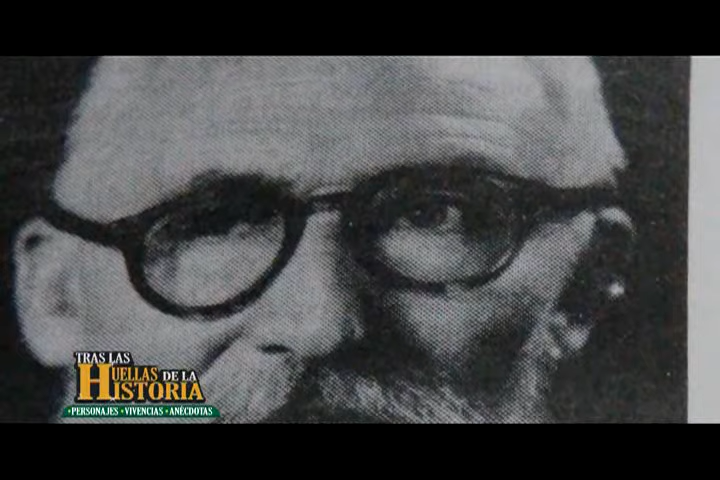 TRAS LAS
HUELLAS DE LA
HISTORIA
• PERSONAJES • VIVENCIAS • ANÉCDOTAS •